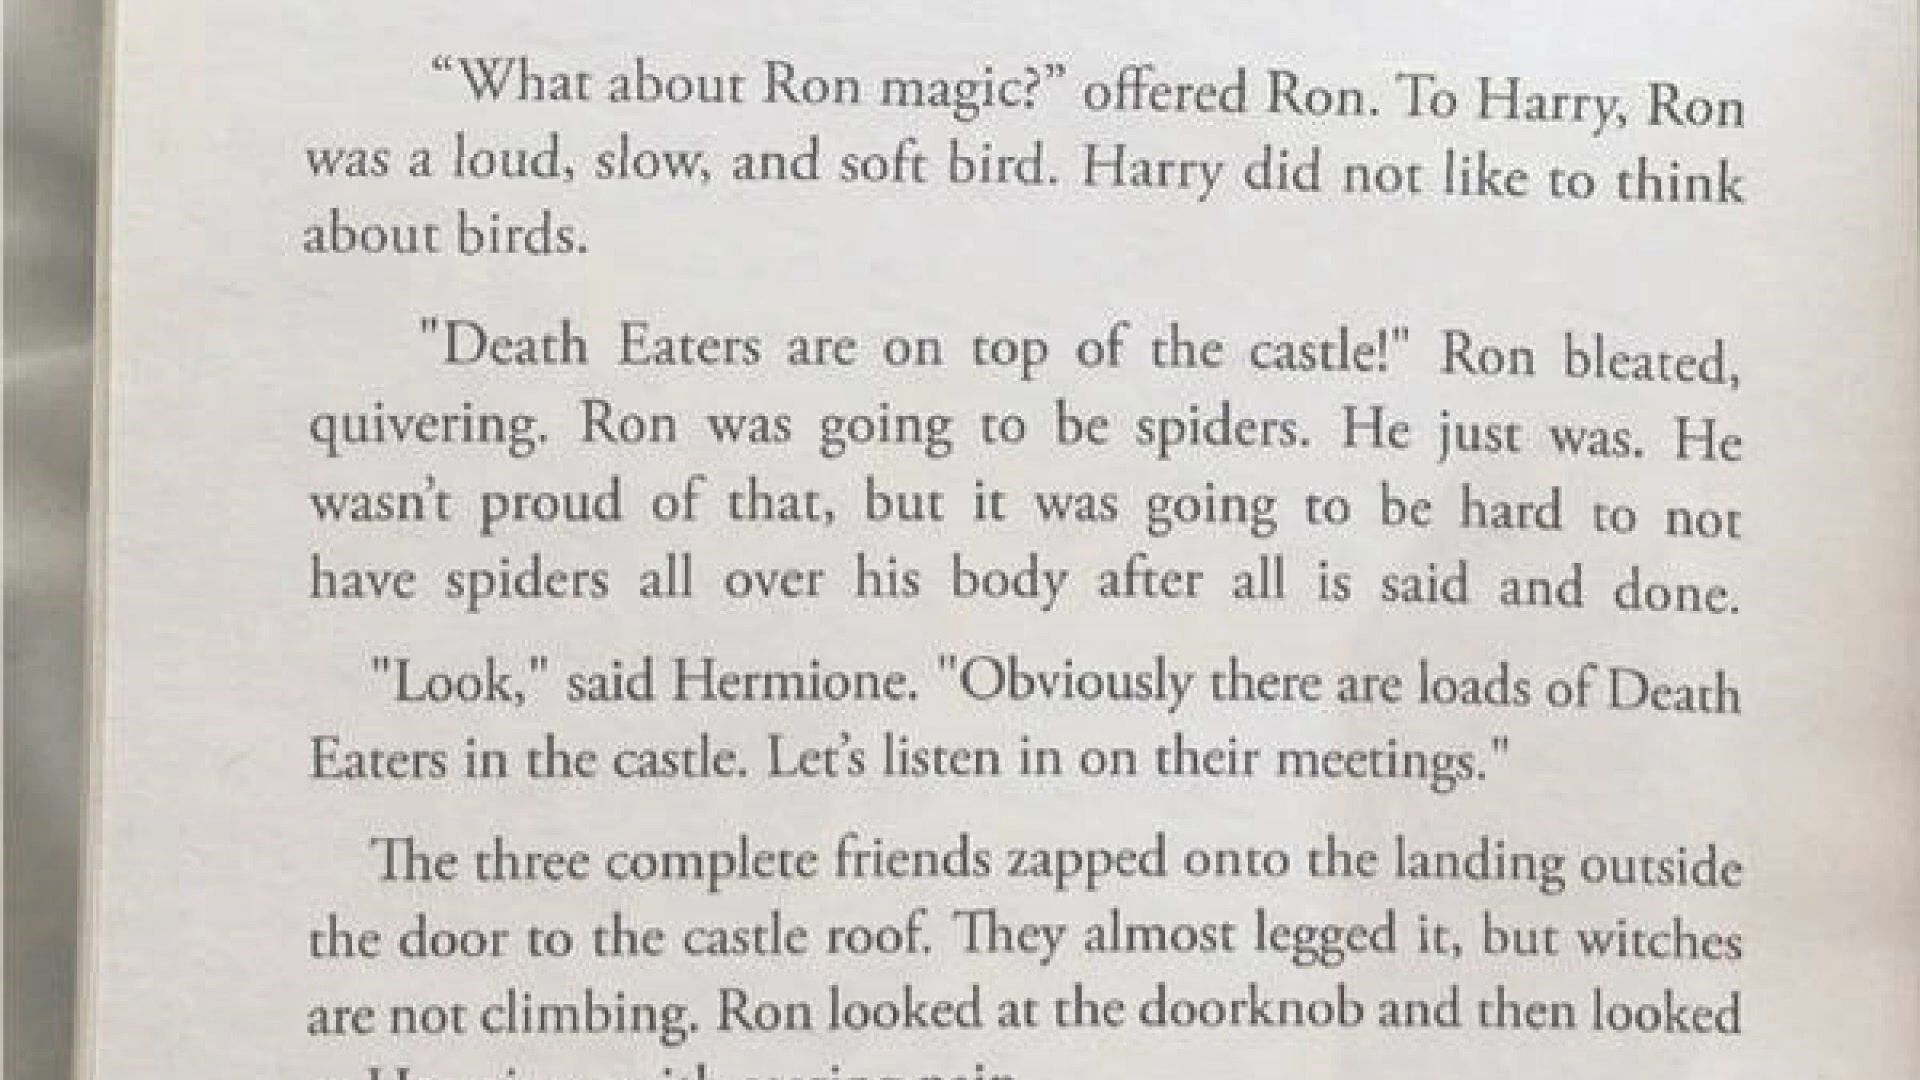 “What about Ron magic?” offered Ron. To Harry, Ron
was a loud, slow, and soft bird. Harry did not like to think
about birds.
"Death Eaters are on top of the castle!" Ron bleated,
quivering. Ron was going to be spiders. He just was. He
wasn’t proud of that, but it was going to be hard to not
have spiders all over his body after all is said and done.
"Look," said Hermione. "Obviously there are loads of Death
Eaters in the castle. Let’s listen in on their meetings."
The three complete friends zapped onto the landing outside
the door to the castle roof. They almost legged it, but witches
are not climbing. Ron looked at the doorknob and then looked